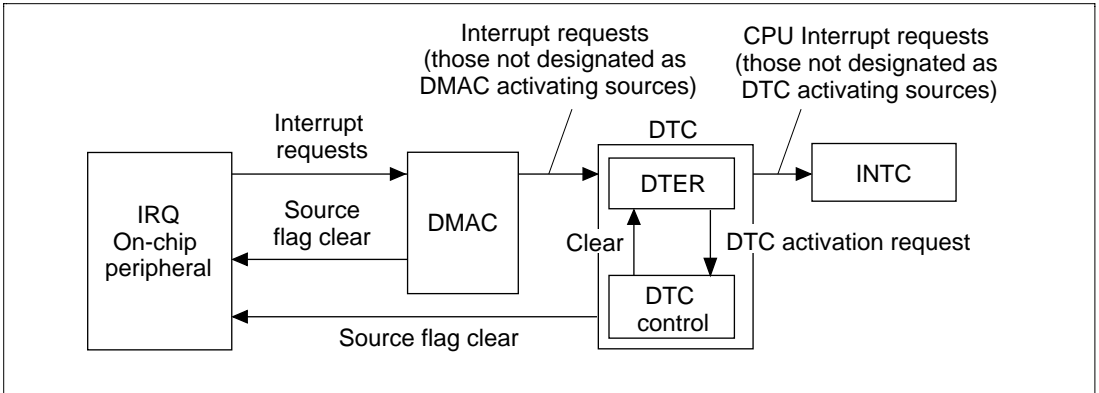 Interrupt requests
(those not designated as
DMAC activating sources)
CPU Interrupt requests
(those not designated as
DTC activating sources)
Interrupt
requests
DTC
IRQ
On-chip
peripheral
Source
flag clear
DMAC
DTER
INTC
Clear
DTC activation request
DTC
control
Source flag clear